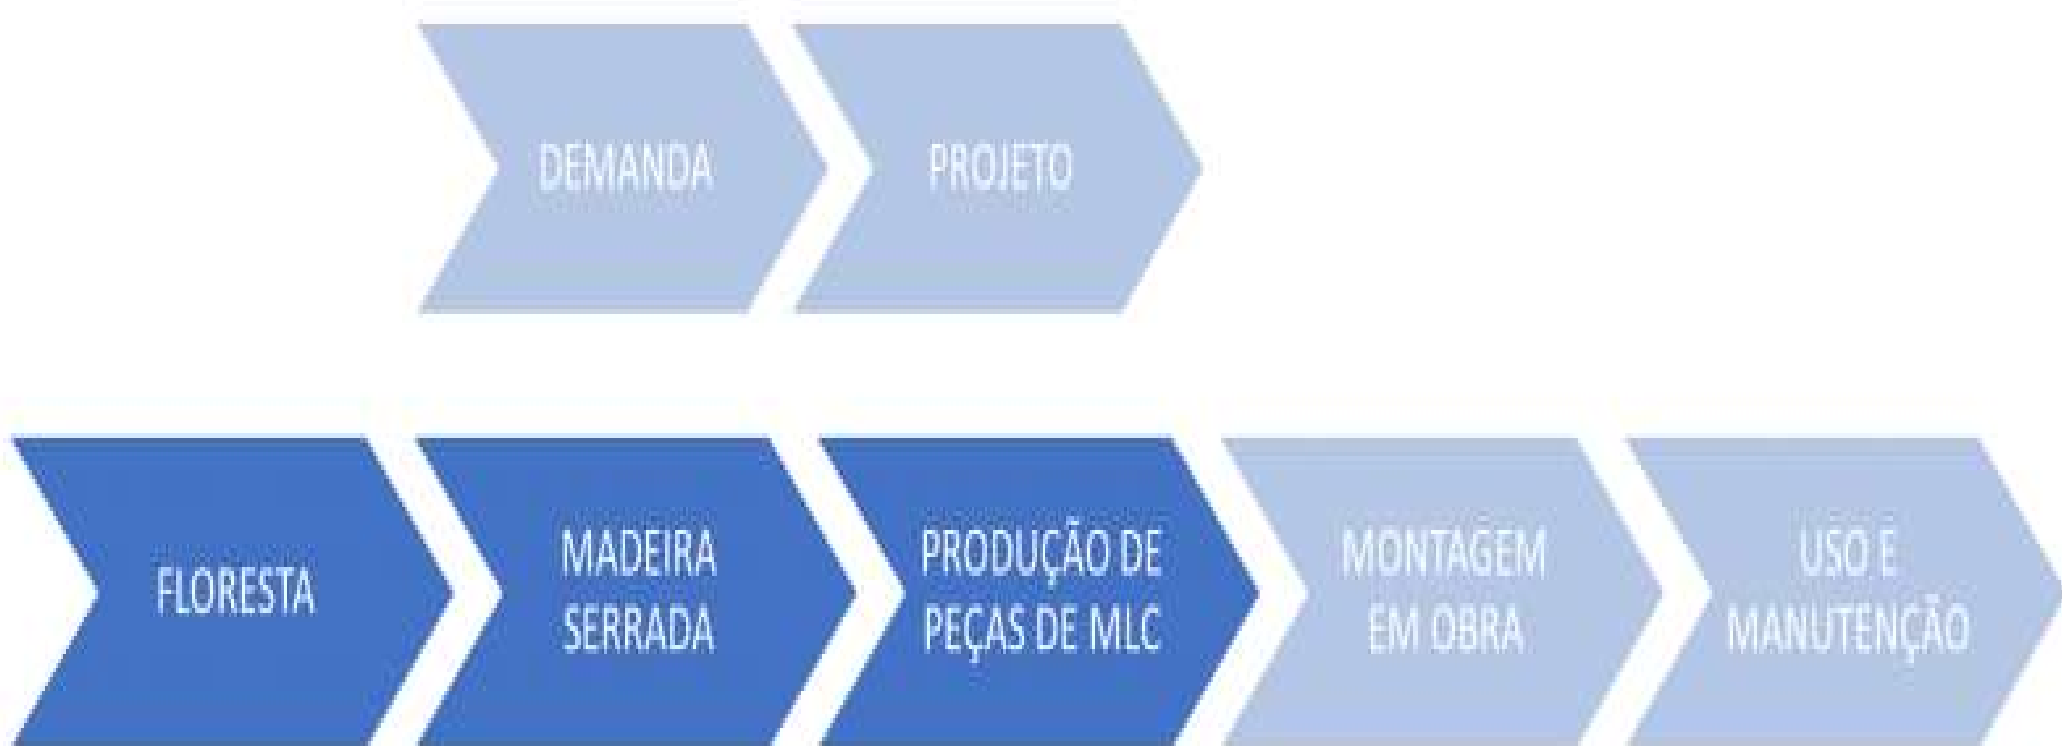 DEMANDA
PROJETO
FLORESTA
MADEIRA
SERRADA
PRODUÇÃO DE
PEÇAS DE MLC
MONTAGEM
EM OBRA
USO E
MANUTENÇÃO